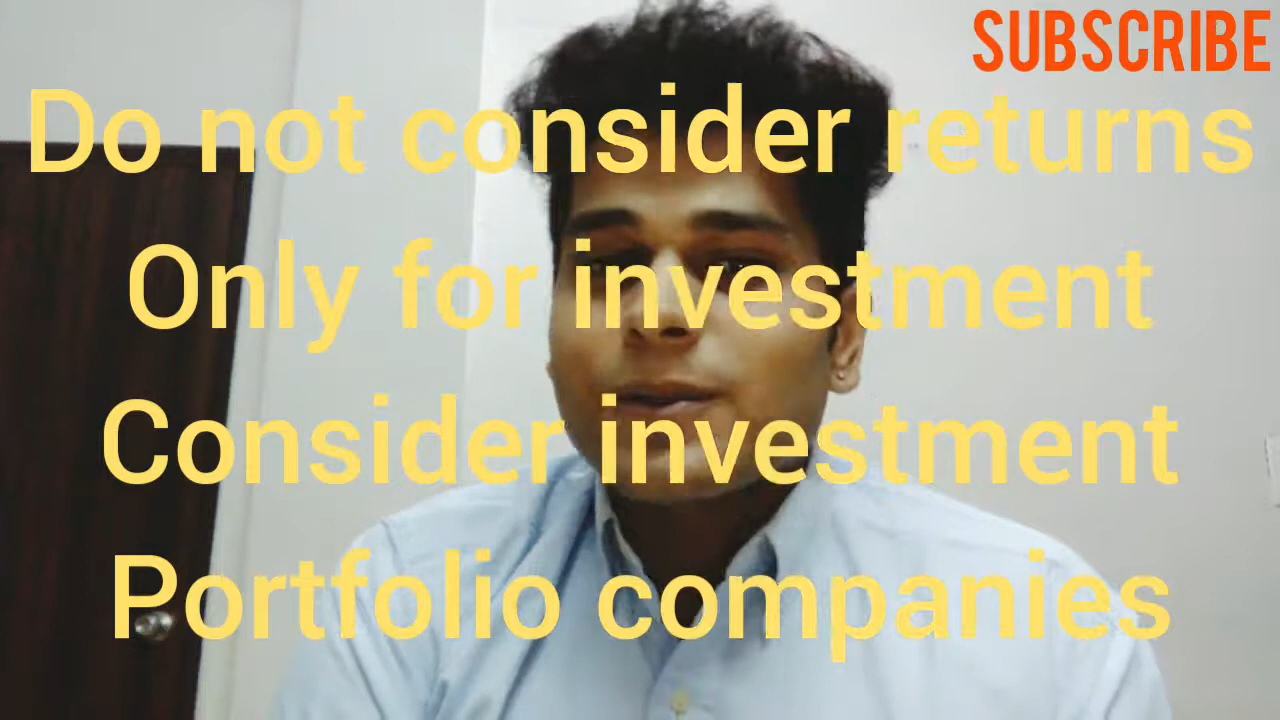 SUBSCRIBE
Do not consider returns
Only for investment
Consider investment
Portfolio companies